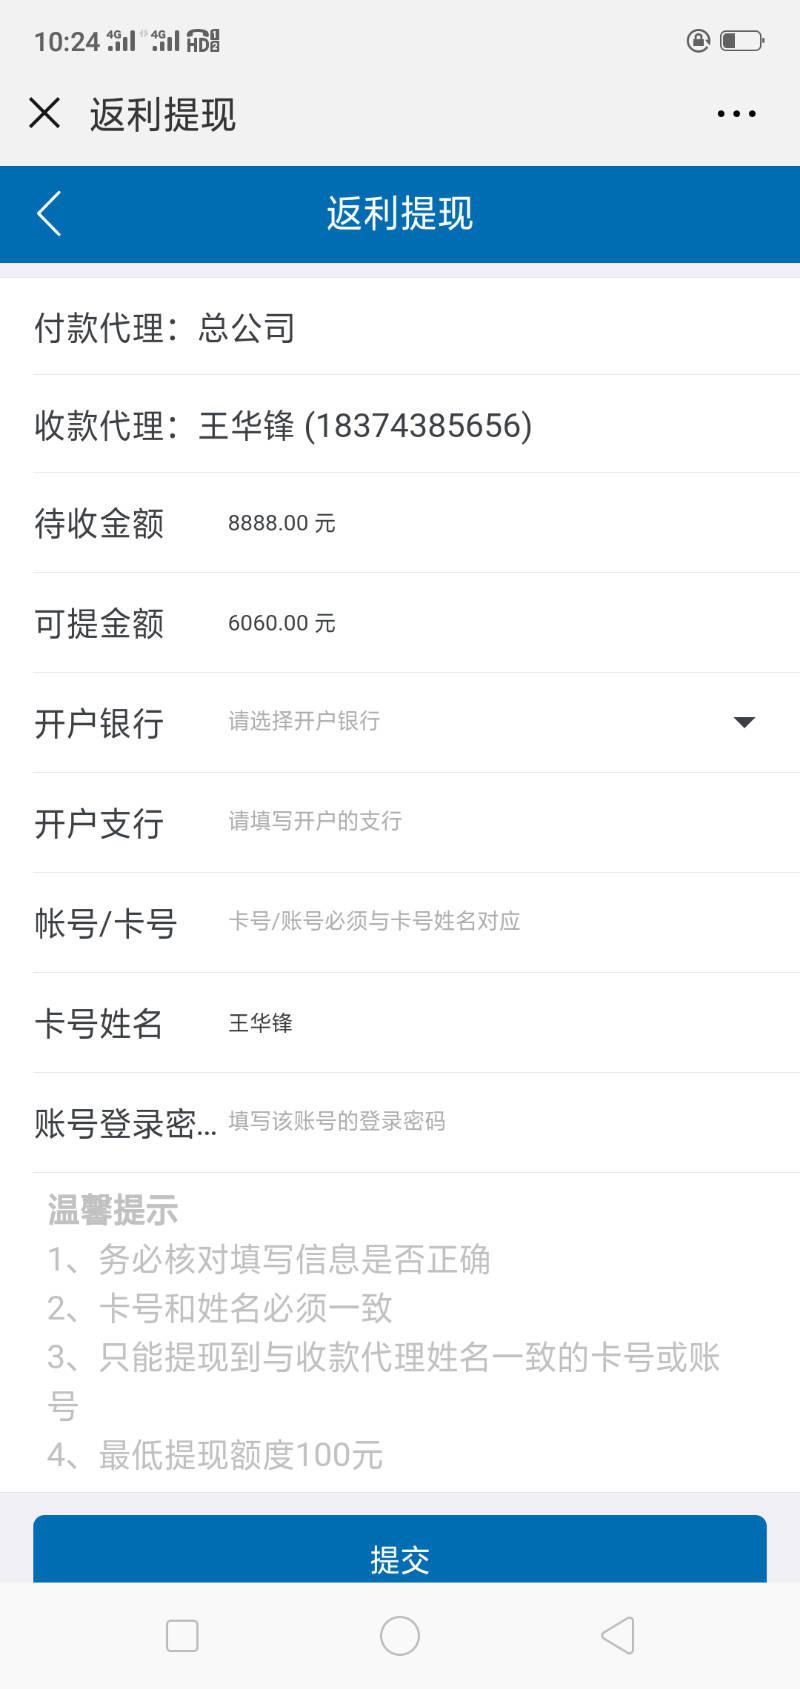 10:24 4G 4G HD 1 2
返利提现
返利提现
付款代理：总公司
收款代理：王华锋 (18374385656)
待收金额 8888.00 元
可提金额 6060.00 元
开户银行 请选择开户银行
开户支行 请填写开户的支行
帐号/卡号 卡号/账号必须与卡号姓名对应
卡号姓名 王华锋
账号登录密... 填写该账号的登录密码
温馨提示
1、务必核对填写信息是否正确
2、卡号和姓名必须一致
3、只能提现到与收款代理姓名一致的卡号或账
号
4、最低提现额度100元
提交